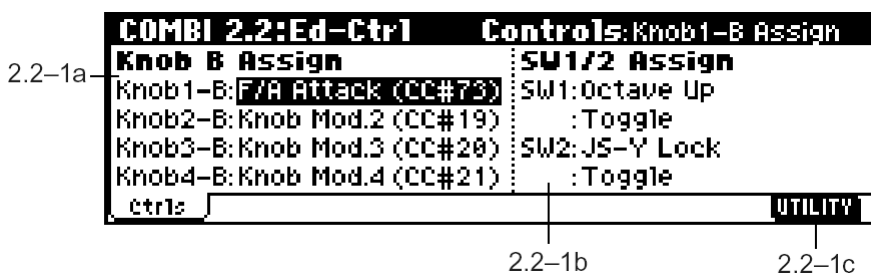 COMBI 2.2:Ed-Ctrl Controls:Knob1-B Assign
2.2–1a
Knob B Assign
Knob1-B:F/A Attack (CC#73)
Knob2-B:Knob Mod.2 (CC#19)
Knob3-B:Knob Mod.3 (CC#20)
Knob4-B:Knob Mod.4 (CC#21)
SW1/2 Assign
SW1:Octave Up
:Toggle
SW2:JS-Y Lock
:Toggle
Ctrls
UTILITY
2.2–1b
2.2–1c